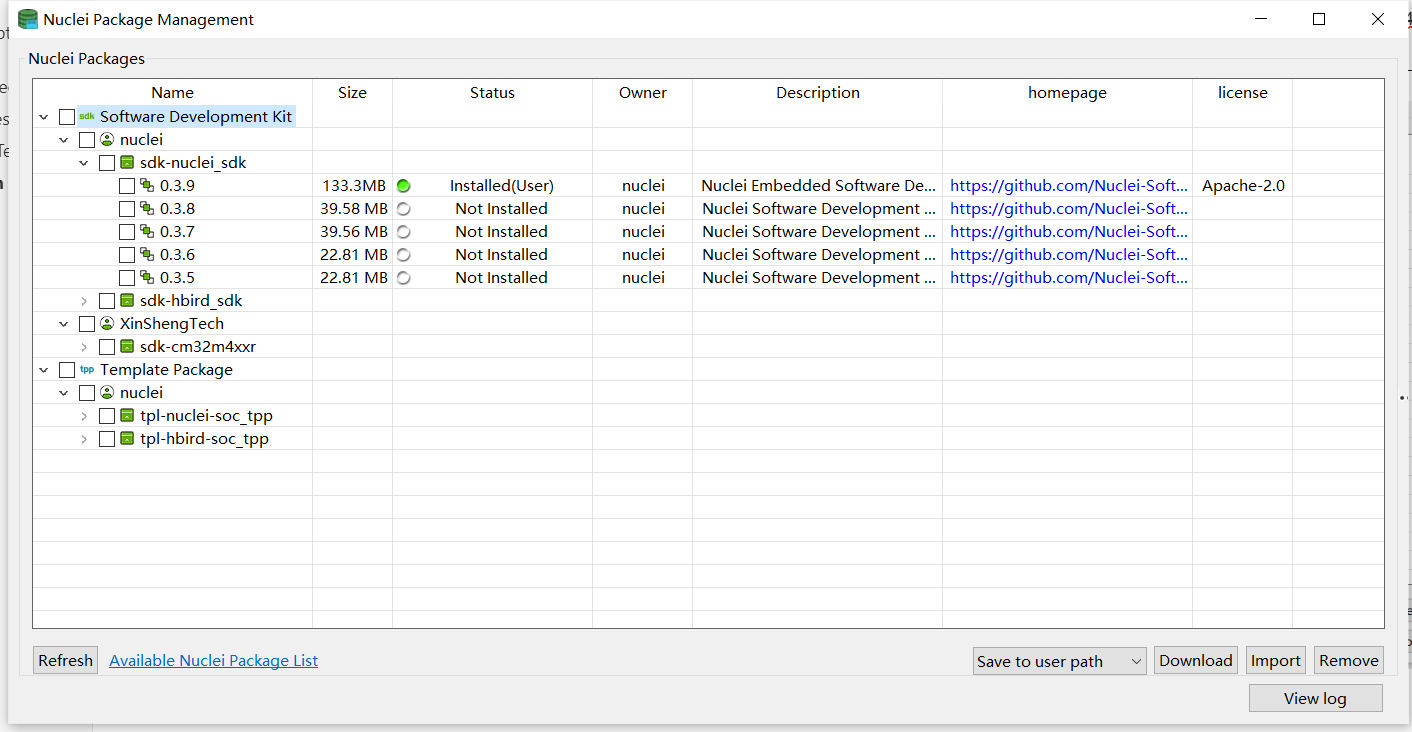 Nuclei Package Management
Nuclei Packages
Name Size Status Owner Description homepage license
sdk Software Development Kit
nuclei
sdk-nuclei_sdk
0.3.9 133.3MB Installed(User) nuclei Nuclei Embedded Software De... https://github.com/Nuclei-Soft... Apache-2.0
0.3.8 39.58 MB Not Installed nuclei Nuclei Software Development ... https://github.com/Nuclei-Soft...
0.3.7 39.56 MB Not Installed nuclei Nuclei Software Development ... https://github.com/Nuclei-Soft...
0.3.6 22.81 MB Not Installed nuclei Nuclei Software Development ... https://github.com/Nuclei-Soft...
0.3.5 22.81 MB Not Installed nuclei Nuclei Software Development ... https://github.com/Nuclei-Soft...
sdk-hbird_sdk
XinShengTech
sdk-cm32m4xxr
tpp Template Package
nuclei
tpl-nuclei-soc_tpp
tpl-hbird-soc_tpp
Refresh Available Nuclei Package List Save to user path Download Import Remove
View log